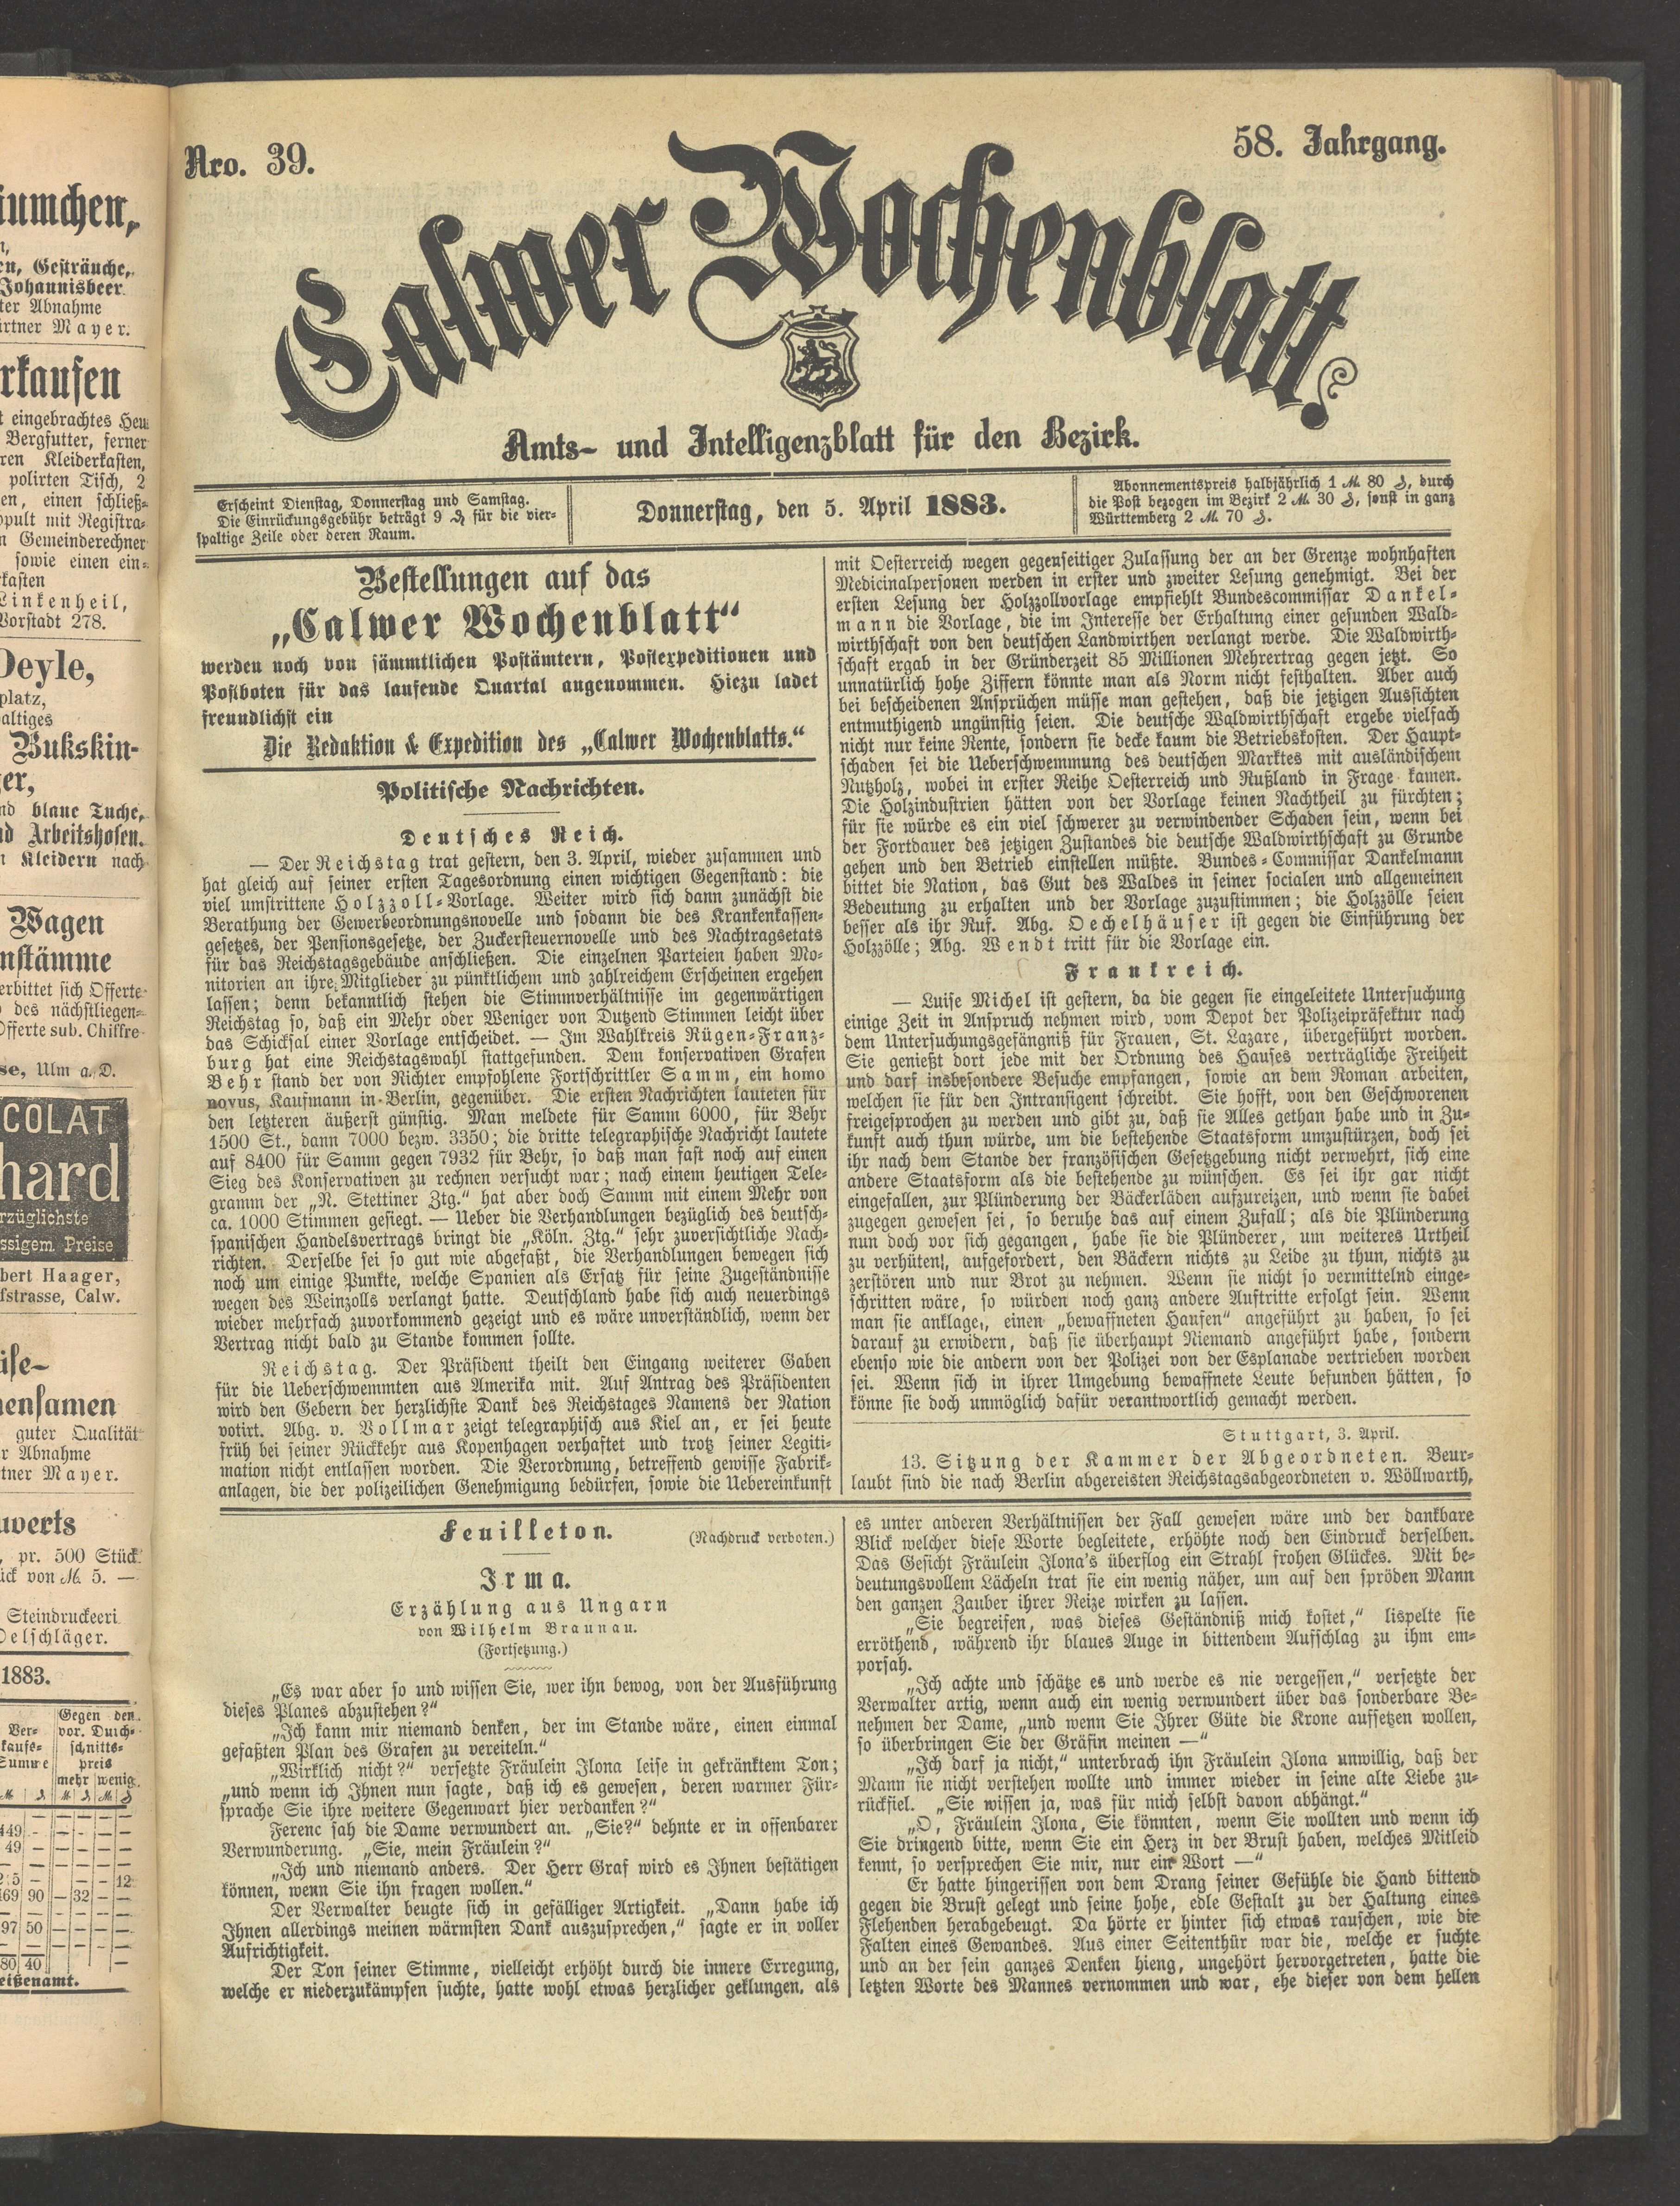 Nro. 39.
58. Jahrgang.
Calwer Wochenblatt.
Amts- und Intelligenzblatt für den Bezirk.
Erscheint Dienstag, Donnerstag und Samstag.
Die Einrückungsgebühr beträgt 9 ₰ für die vier-
spaltige Zeile oder deren Raum.
Donnerstag, den 5. April 1883.
Abonnementspreis halbjährlich 1 ℳ 80 ₰, durch
die Post bezogen im Bezirk 2 ℳ 30 ₰, sonst in ganz
Württemberg 2 ℳ 70 ₰.
Bestellungen auf das
„Calwer Wochenblatt“
werden noch von sämmtlichen Postämtern, Postexpeditionen und
Postboten für das laufende Quartal angenommen. Hiezu ladet
freundlichst ein
Die Redaktion & Expedition des „Calwer Wochenblatts.“
Politische Nachrichten.
Deutsches Reich.
— Der Reichstag trat gestern, den 3. April, wieder zusammen und
hat gleich auf seiner ersten Tagesordnung einen wichtigen Gegenstand: die
viel umstrittene Holzzoll-Vorlage. Weiter wird sich dann zunächst die
Berathung der Gewerbeordnungsnovelle und sodann die des Krankenkassen-
gesetzes, der Pensionsgesetze, der Zuckersteuernovelle und des Nachtragsetats
für das Reichstagsgebäude anschließen. Die einzelnen Parteien haben Mo-
nitorien an ihre Mitglieder zu pünktlichem und zahlreichem Erscheinen ergehen
lassen; denn bekanntlich stehen die Stimmverhältnisse im gegenwärtigen
Reichstag so, daß ein Mehr oder Weniger von Dutzend Stimmen leicht über
das Schicksal einer Vorlage entscheidet. — Im Wahlkreis Rügen-Franz-
burg hat eine Reichstagswahl stattgefunden. Dem konservativen Grafen
Behr stand der von Richter empfohlene Fortschrittler Samm, ein homo
novus, Kaufmann in Berlin, gegenüber. Die ersten Nachrichten lauteten für
den letzteren äußerst günstig. Man meldete für Samm 6000, für Behr
1500 St., dann 7000 bezw. 3350; die dritte telegraphische Nachricht lautete
auf 8400 für Samm gegen 7932 für Behr, so daß man fast noch auf einen
Sieg des Konservativen zu rechnen versucht war; nach einem heutigen Tele-
gramm der „N. Stettiner Ztg.“ hat aber doch Samm mit einem Mehr von
ca. 1000 Stimmen gesiegt. — Ueber die Verhandlungen bezüglich des deutsch-
spanischen Handelsvertrags bringt die „Köln. Ztg.“ sehr zuversichtliche Nach-
richten. Derselbe sei so gut wie abgefaßt, die Verhandlungen bewegen sich
noch um einige Punkte, welche Spanien als Ersatz für seine Zugeständnisse
wegen des Weinzolls verlangt hatte. Deutschland habe sich auch neuerdings
wieder mehrfach zuvorkommend gezeigt und es wäre unverständlich, wenn der
Vertrag nicht bald zu Stande kommen sollte.
Reichstag. Der Präsident theilt den Eingang weiterer Gaben
für die Ueberschwemmten aus Amerika mit. Auf Antrag des Präsidenten
wird den Gebern der herzlichste Dank des Reichstages Namens der Nation
votirt. Abg. v. Vollmar zeigt telegraphisch aus Kiel an, er sei heute
früh bei seiner Rückkehr aus Kopenhagen verhaftet und trotz seiner Legiti-
mation nicht entlassen worden. Die Verordnung, betreffend gewisse Fabrik-
anlagen, die der polizeilichen Genehmigung bedürfen, sowie die Uebereinkunft
mit Oesterreich wegen gegenseitiger Zulassung der an der Grenze wohnhaften
Medicinalpersonen werden in erster und zweiter Lesung genehmigt. Bei der
ersten Lesung der Holzzollvorlage empfiehlt Bundescommissar Dankel-
mann die Vorlage, die im Interesse der Erhaltung einer gesunden Wald-
wirthschaft von den deutschen Landwirthen verlangt werde. Die Waldwirth-
schaft ergab in der Gründerzeit 85 Millionen Mehrertrag gegen jetzt. So
unnatürlich hohe Ziffern könnte man als Norm nicht festhalten. Aber auch
bei bescheidenen Ansprüchen müsse man gestehen, daß die jetzigen Aussichten
entmuthigend ungünstig seien. Die deutsche Waldwirthschaft ergebe vielfach
nicht nur keine Rente, sondern sie decke kaum die Betriebskosten. Der Haupt-
schaden sei die Ueberschwemmung des deutschen Marktes mit ausländischem
Nutzholz, wobei in erster Reihe Oesterreich und Rußland in Frage kamen.
Die Holzindustrien hätten von der Vorlage keinen Nachtheil zu fürchten;
für sie würde es ein viel schwerer zu verwindender Schaden sein, wenn bei
der Fortdauer des jetzigen Zustandes die deutsche Waldwirthschaft zu Grunde
gehen und den Betrieb einstellen müßte. Bundes-Commissar Dankelmann
bittet die Nation, das Gut des Waldes in seiner socialen und allgemeinen
Bedeutung zu erhalten und der Vorlage zuzustimmen; die Holzzölle seien
besser als ihr Ruf. Abg. Oechelhäuser ist gegen die Einführung der
Holzzölle; Abg. Wendt tritt für die Vorlage ein.
Frankreich.
— Luise Michel ist gestern, da die gegen sie eingeleitete Untersuchung
einige Zeit in Anspruch nehmen wird, vom Depot der Polizeipräfektur nach
dem Untersuchungsgefängniß für Frauen, St. Lazare, übergeführt worden.
Sie genießt dort jede mit der Ordnung des Hauses verträgliche Freiheit
und darf insbesondere Besuche empfangen, sowie an dem Roman arbeiten,
welchen sie für den Intransigent schreibt. Sie hofft, von den Geschworenen
freigesprochen zu werden und gibt zu, daß sie Alles gethan habe und in Zu-
kunft auch thun würde, um die bestehende Staatsform umzustürzen, doch sei
ihr nach dem Stande der französischen Gesetzgebung nicht verwehrt, sich eine
andere Staatsform als die bestehende zu wünschen. Es sei ihr gar nicht
eingefallen, zur Plünderung der Bäckerläden aufzureizen, und wenn sie dabei
zugegen gewesen sei, so beruhe das auf einem Zufall; als die Plünderung
nun doch vor sich gegangen, habe sie die Plünderer, um weiteres Urtheil
zu verhüten!, aufgefordert, den Bäckern nichts zu Leide zu thun, nichts zu
zerstören und nur Brot zu nehmen. Wenn sie nicht so vermittelnd einge-
schritten wäre, so würden noch ganz andere Auftritte erfolgt sein. Wenn
man sie anklage, einen „bewaffneten Haufen“ angeführt zu haben, so sei
darauf zu erwidern, daß sie überhaupt Niemand angeführt habe, sondern
ebenso wie die andern von der Polizei von der Esplanade vertrieben worden
sei. Wenn sich in ihrer Umgebung bewaffnete Leute befunden hätten, so
könne sie doch unmöglich dafür verantwortlich gemacht werden.
Stuttgart, 3. April.
13. Sitzung der Kammer der Abgeordneten. Beur-
laubt sind die nach Berlin abgereisten Reichstagsabgeordneten v. Wöllwarth,
Feuilleton.
(Nachdruck verboten.)
Irma.
Erzählung aus Ungarn
von Wilhelm Braunau.
(Fortsetzung.)
„Es war aber so und wissen Sie, wer ihn bewog, von der Ausführung
dieses Planes abzustehen?“
„Ich kann mir niemand denken, der im Stande wäre, einen einmal
gefaßten Plan des Grafen zu vereiteln.“
„Wirklich nicht?“ versetzte Fräulein Ilona leise in gekränktem Ton;
„und wenn ich Ihnen nun sagte, daß ich es gewesen, deren warmer Für-
sprache Sie ihre weitere Gegenwart hier verdanken?“
Ferenc sah die Dame verwundert an. „Sie?“ dehnte er in offenbarer
Verwunderung. „Sie, mein Fräulein?“
„Ich und niemand anders. Der Herr Graf wird es Ihnen bestätigen
können, wenn Sie ihn fragen wollen.“
Der Verwalter beugte sich in gefälliger Artigkeit. „Dann habe ich
Ihnen allerdings meinen wärmsten Dank auszusprechen,“ sagte er in voller
Aufrichtigkeit.
Der Ton seiner Stimme, vielleicht erhöht durch die innere Erregung,
welche er niederzukämpfen suchte, hatte wohl etwas herzlicher geklungen, als
es unter anderen Verhältnissen der Fall gewesen wäre und der dankbare
Blick welcher diese Worte begleitete, erhöhte noch den Eindruck derselben.
Das Gesicht Fräulein Ilona's überflog ein Strahl frohen Glückes. Mit be-
deutungsvollem Lächeln trat sie ein wenig näher, um auf den spröden Mann
den ganzen Zauber ihrer Reize wirken zu lassen.
„Sie begreifen, was dieses Geständniß mich kostet,“ lispelte sie
erröthend, während ihr blaues Auge in bittendem Aufschlag zu ihm em-
porsah.
„Ich achte und schätze es und werde es nie vergessen,“ versetzte der
Verwalter artig, wenn auch ein wenig verwundert über das sonderbare Be-
nehmen der Dame, „und wenn Sie Ihrer Güte die Krone aufsetzen wollen,
so überbringen Sie der Gräfin meinen —“
„Ich darf ja nicht,“ unterbrach ihn Fräulein Ilona unwillig, daß der
Mann sie nicht verstehen wollte und immer wieder in seine alte Liebe zu-
rückfiel. „Sie wissen ja, was für mich selbst davon abhängt.“
„O, Fräulein Ilona, Sie könnten, wenn Sie wollten und wenn ich
Sie dringend bitte, wenn Sie ein Herz in der Brust haben, welches Mitleid
kennt, so versprechen Sie mir, nur ein Wort —“
Er hatte hingerissen von dem Drang seiner Gefühle die Hand bittend
gegen die Brust gelegt und seine hohe, edle Gestalt zu der Haltung eines
Flehenden herabgebeugt. Da hörte er hinter sich etwas rauschen, wie die
Falten eines Gewandes. Aus einer Seitenthür war die, welche er suchte
und an der sein ganzes Denken hieng, ungehört hervorgetreten, hatte die
letzten Worte des Mannes vernommen und war, ehe dieser von dem hellen